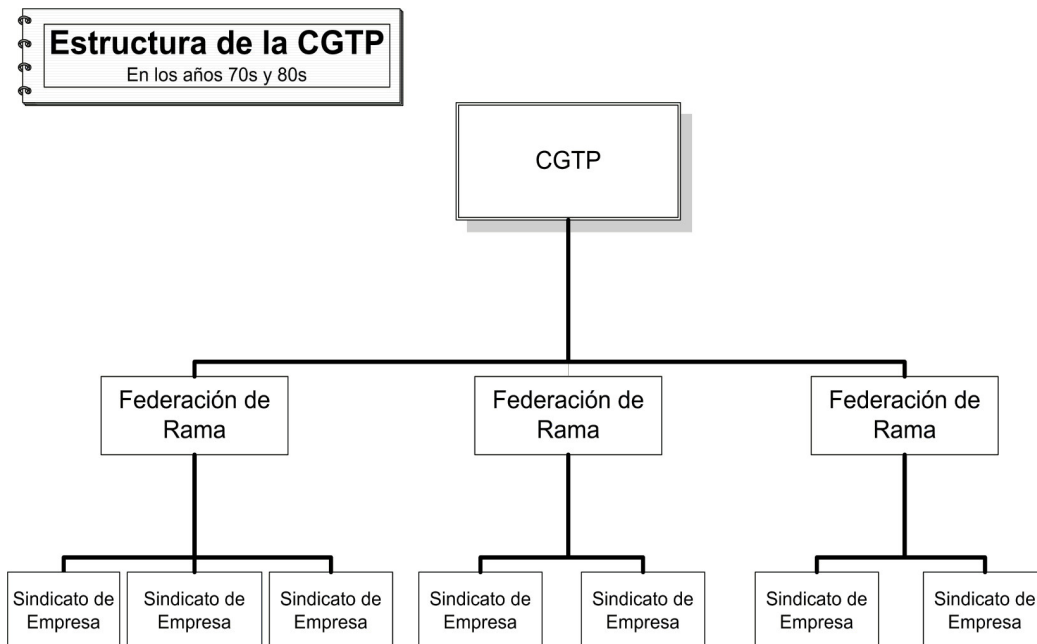 Estructura de la CGTP
En los años 70s y 80s
CGTP
Federación de
Rama
Federación de
Rama
Federación de
Rama
Sindicato de
Empresa
Sindicato de
Empresa
Sindicato de
Empresa
Sindicato de
Empresa
Sindicato de
Empresa
Sindicato de
Empresa
Sindicato de
Empresa